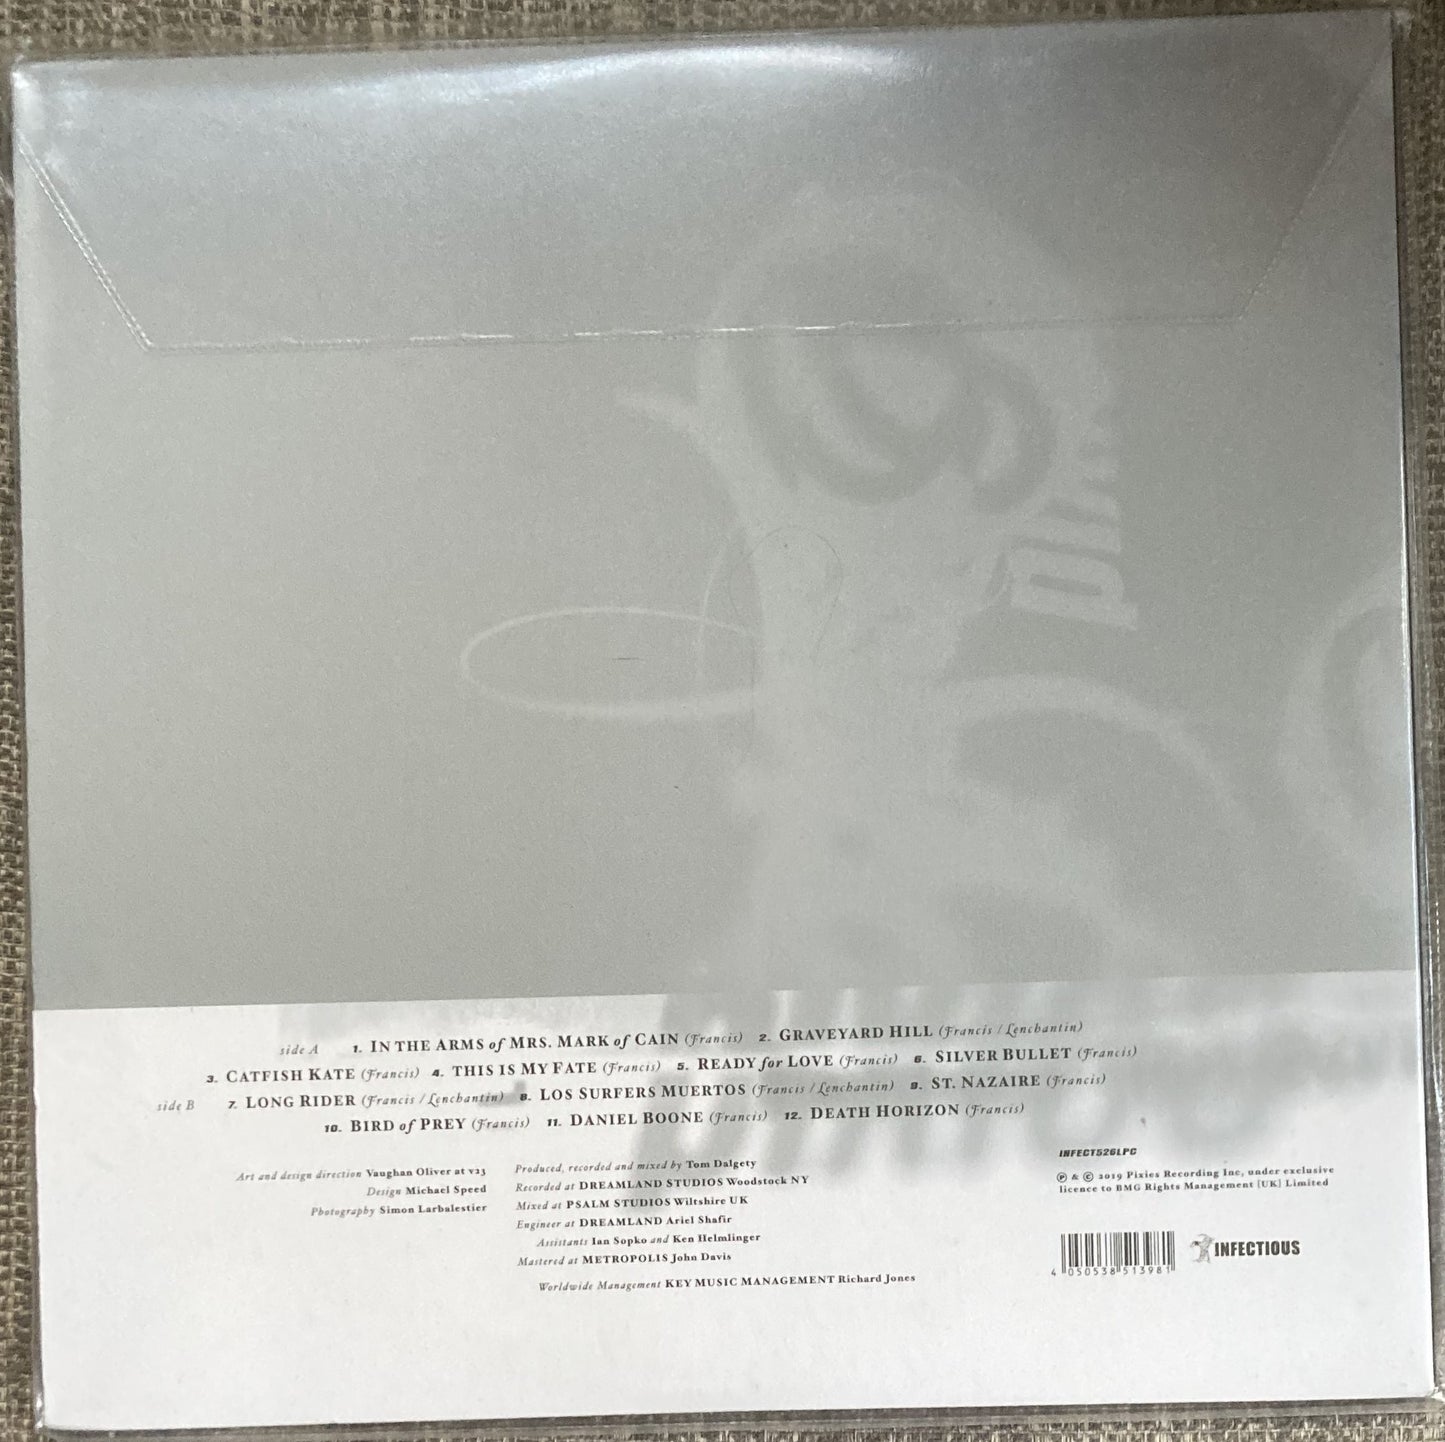 side A 1. IN THE ARMS of MRS. MARK of CAIN (Francis) 2. GRAVEYARD HILL (Francis / Lenchantin)
3. CATFISH KATE (Francis) 4. THIS IS MY FATE (Francis) 5. READY for LOVE (Francis) 6. SILVER BULLET (Francis)
side B 7. LONG RIDER (Francis / Lenchantin) 8. LOS SURFERS MUERTOS (Francis / Lenchantin) 9. ST. NAZAIRE (Francis)
10. BIRD of PREY (Francis) 11. DANIEL BOONE (Francis) 12. DEATH HORIZON (Francis)
Art and design direction Vaughan Oliver at v23
Design Michael Speed
Photography Simon Larbalestier
Produced, recorded and mixed by Tom Dalgety
Recorded at DREAMLAND STUDIOS Woodstock NY
Mixed at PSALM STUDIOS Wiltshire UK
Engineer at DREAMLAND Ariel Shafir
Assistants Ian Sopko and Ken Helmlinger
Mastered at METROPOLIS John Davis
Worldwide Management KEY MUSIC MANAGEMENT Richard Jones
INFECT526LPC
℗ & © 2019 Pixies Recording Inc, under exclusive
licence to BMG Rights Management [UK] Limited
4 050538 513981
INFECTIOUS